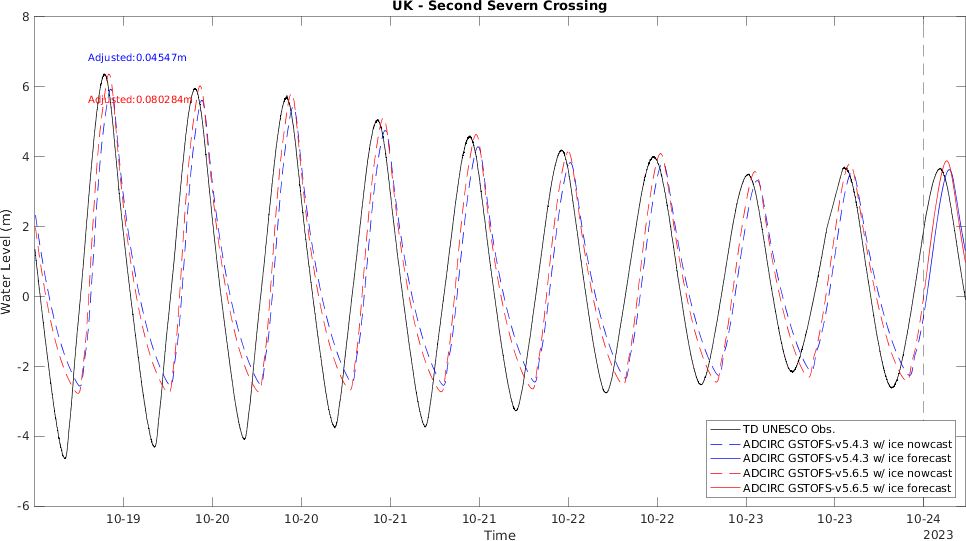 UK - Second Severn Crossing
8
Adjusted:0.04547m
6
Adjusted:0.080284m
4
2
0
-2
-4
-6
Water Level (m)
TD UNESCO Obs.
ADCIRC GSTOFS-v5.4.3 w/ ice nowcast
ADCIRC GSTOFS-v5.4.3 w/ ice forecast
ADCIRC GSTOFS-v5.6.5 w/ ice nowcast
ADCIRC GSTOFS-v5.6.5 w/ ice forecast
10-19 10-20 10-20 10-21 10-21 10-22 10-22 10-23 10-23 10-24
2023
Time